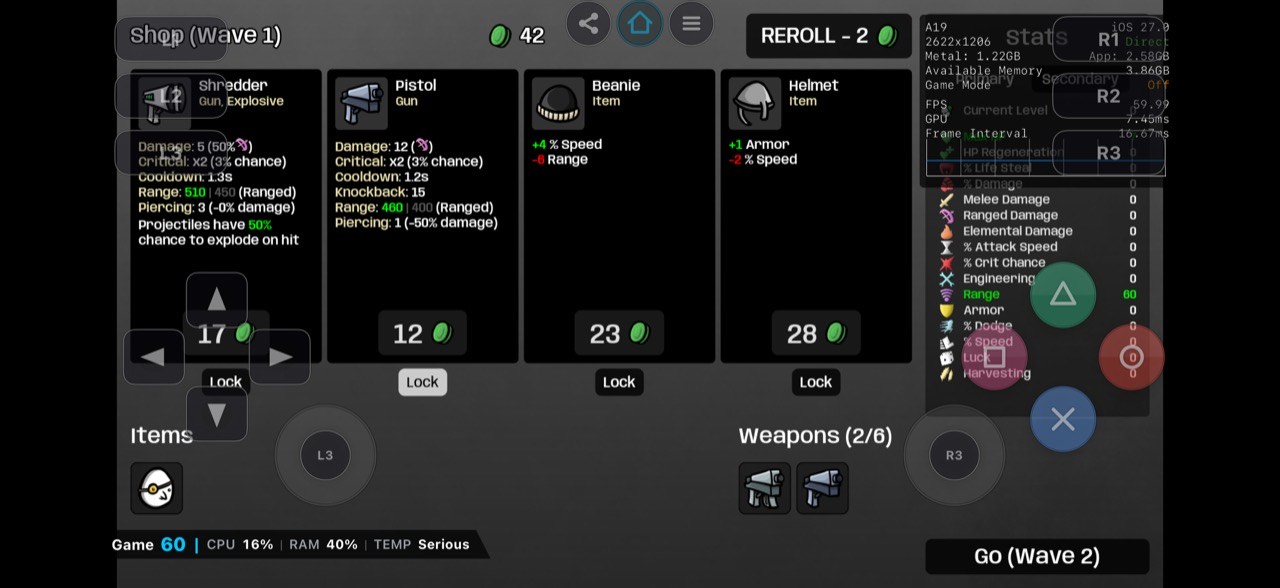 Shop (Wave 1)
42
REROLL - 2
Shredder
Gun, Explosive
Damage: 5 (50%)
Critical: x2 (3% chance)
Cooldown: 1.3s
Range: 510 | 450 (Ranged)
Piercing: 3 (-0% damage)
Projectiles have 50%
chance to explode on hit
17
Lock
Pistol
Gun
Damage: 12 ()
Critical: x2 (3% chance)
Cooldown: 1.2s
Knockback: 15
Range: 460 | 400 (Ranged)
Piercing: 1 (-50% damage)
12
Lock
Beanie
Item
+4 % Speed
-6 Range
23
Lock
Helmet
Item
+1 Armor
-2 % Speed
28
Lock
L2
L3
A19 iOS 27.0
2622x1206 Direct
Metal: 1.22GB App: 2.58GB
Available Memory 3.86GB
Game Mode Off
FPS 59.99
GPU 7.45ms
Frame Interval 16.67ms
R1
R2
R3
Stats
Primary Secondary
Current Level
HP Regeneration 0
% Life Steal 0
% Damage 0
Melee Damage 0
Ranged Damage 0
Elemental Damage 0
% Attack Speed 0
% Crit Chance 0
Engineering 0
Range 60
Armor 0
% Dodge 0
% Speed 0
Luck 0
Harvesting 0
Items
L3
Weapons (2/6)
R3
Game 60 | CPU 16% | RAM 40% | TEMP Serious
Go (Wave 2)